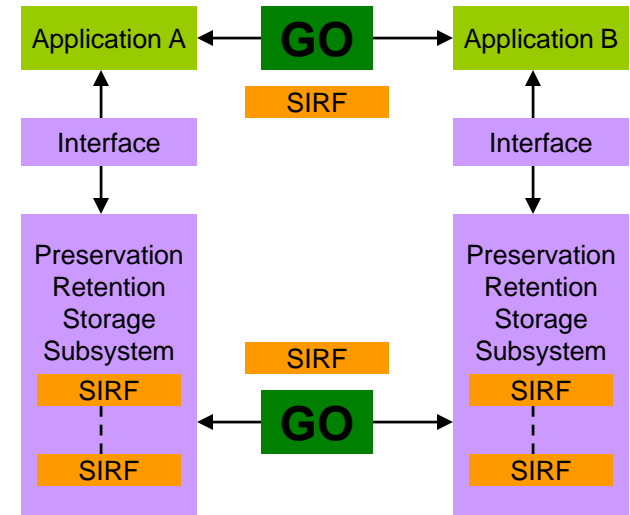 Application A
GO
Application B
SIRF
Interface
Interface
Preservation
Retention
Storage
Subsystem
SIRF
SIRF
Preservation
Retention
Storage
Subsystem
SIRF
SIRF
SIRF
GO